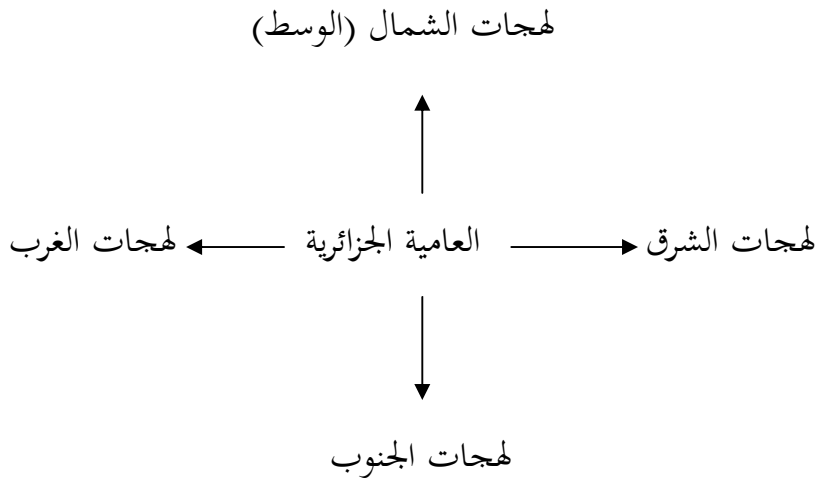 لهجات الشمال (الوسط)
لهجات الشرق
العامية الجزائرية
لهجات الغرب
لهجات الجنوب